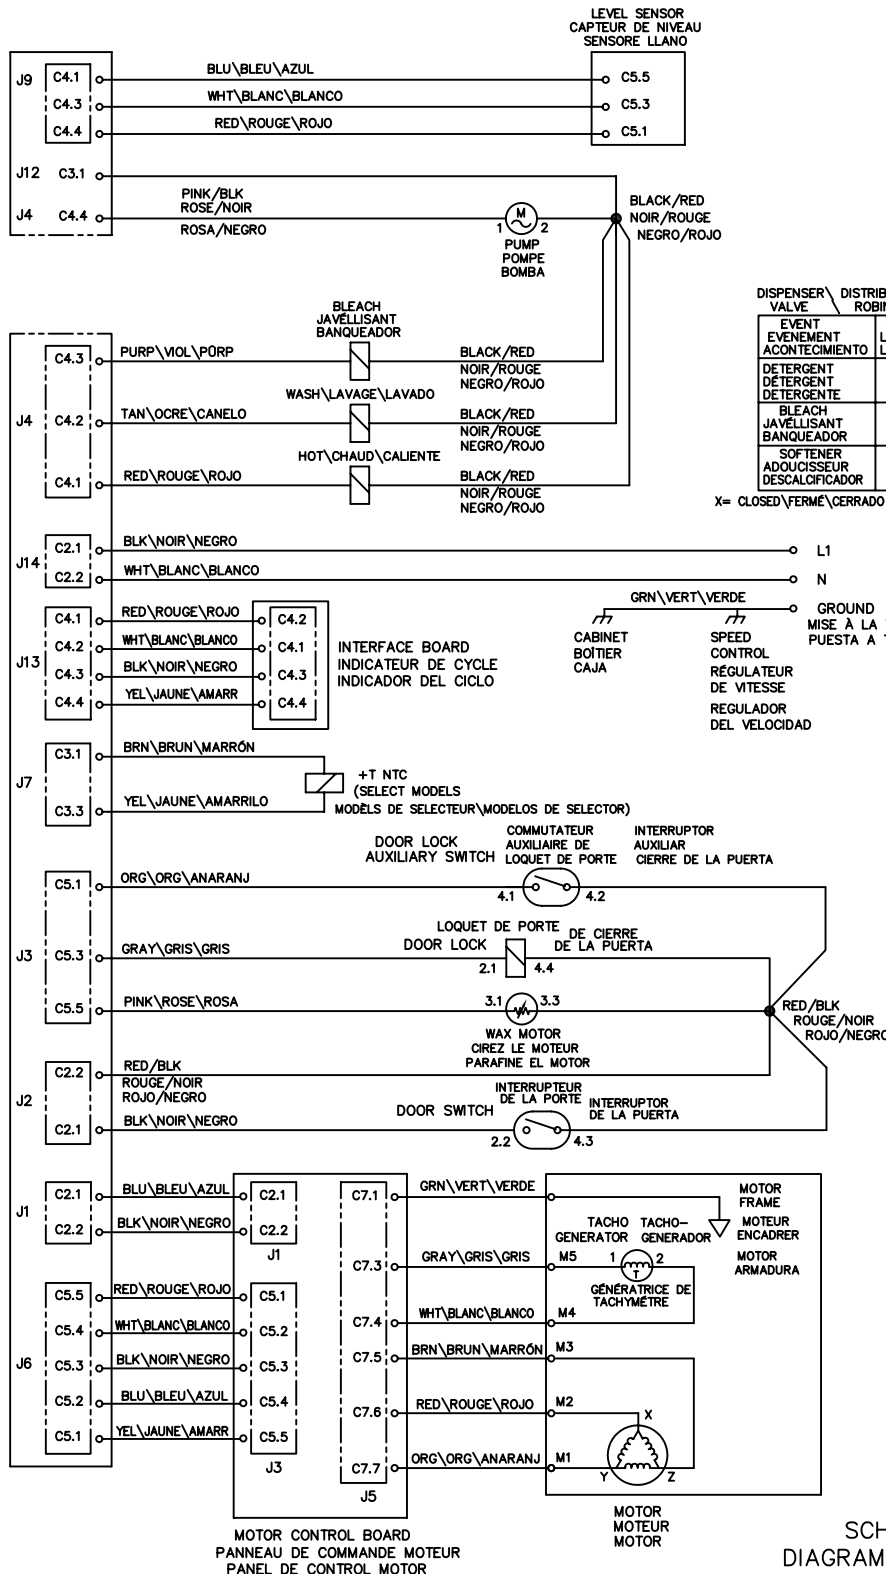 LEVEL SENSOR
CAPTEUR DE NIVEAU
SENSORE LLANO
J9
C4.1
BLU\BLEU\AZUL
C5.5
C4.3
WHT\BLANC\BLANCO
C5.3
C4.4
RED\ROUGE\ROJO
C5.1
J12
C3.1
J4
C4.4
PINK/BLK
ROSE/NOIR
ROSA/NEGRO
M
1
2
PUMP
POMPE
BOMBA
BLACK/RED
NOIR/ROUGE
NEGRO/ROJO
DISPENSER\ DISTRIB
VALVE \ ROBIN
EVENT
EVENEMENT
ACONTECIMIENTO
L
L
DETERGENT
DÉTERGENT
DETERGENTE
BLEACH
JAVÉLLISANT
BANQUEADOR
SOFTENER
ADOUCISSEUR
DESCALCIFICADOR
X= CLOSED\FERMÉ\CERRADO
BLEACH
JAVÉLLISANT
BANQUEADOR
J4
C4.3
PURP\VIOL\PÚRP
BLACK/RED
NOIR/ROUGE
NEGRO/ROJO
WASH\LAVAGE\LAVADO
C4.2
TAN\OCRE\CANELO
BLACK/RED
NOIR/ROUGE
NEGRO/ROJO
HOT\CHAUD\CALIENTE
C4.1
RED\ROUGE\ROJO
BLACK/RED
NOIR/ROUGE
NEGRO/ROJO
J14
C2.1
BLK\NOIR\NEGRO
L1
C2.2
WHT\BLANC\BLANCO
N
GRN\VERT\VERDE
GROUND
MISE À LA
PUESTA A
CABINET
BOÎTIER
CAJA
SPEED
CONTROL
RÉGULATEUR
DE VITESSE
REGULADOR
DEL VELOCIDAD
J13
C4.1
RED\ROUGE\ROJO
C4.2
C4.2
WHT\BLANC\BLANCO
C4.1
C4.3
BLK\NOIR\NEGRO
C4.3
C4.4
YEL\JAUNE\AMARR
C4.4
INTERFACE BOARD
INDICATEUR DE CYCLE
INDICADOR DEL CICLO
J7
C3.1
BRN\BRUN\MARRÓN
C3.3
YEL\JAUNE\AMARRILO
+T NTC
(SELECT MODELS
MODÈLS DE SELECTEUR\MODELOS DE SELECTOR)
DOOR LOCK
AUXILIARY SWITCH
COMMUTATEUR
AUXILIAIRE DE
LOQUET DE PORTE
INTERRUPTOR
AUXILIAR
CIERRE DE LA PUERTA
J3
C5.1
ORG\ORG\ANARANJ
4.1
4.2
LOQUET DE PORTE
DOOR LOCK
DE CIERRE
DE LA PUERTA
C5.3
GRAY\GRIS\GRIS
2.1
4.4
C5.5
PINK\ROSE\ROSA
3.1
3.3
WAX MOTOR
CIREZ LE MOTEUR
PARAFINE EL MOTOR
RED/BLK
ROUGE/NOIR
ROJO/NEGRO
J2
C2.2
RED/BLK
ROUGE/NOIR
ROJO/NEGRO
C2.1
BLK\NOIR\NEGRO
DOOR SWITCH
INTERRUPTEUR
DE LA PORTE
INTERRUPTOR
DE LA PUERTA
2.2
4.3
J1
C2.1
BLU\BLEU\AZUL
C2.1
C2.2
BLK\NOIR\NEGRO
C2.2
J1
C7.1
GRN\VERT\VERDE
MOTOR
FRAME
MOTEUR
ENCADRER
MOTOR
ARMADURA
TACHO
GENERATOR
TACHO-
GENERADOR
C7.3
GRAY\GRIS\GRIS
M5
1
2
T
GÉNÉRATRICE DE
TACHYMÉTRE
C7.4
WHT\BLANC\BLANCO
M4
C7.5
BRN\BRUN\MARRÓN
M3
C7.6
RED\ROUGE\ROJO
M2
X
C7.7
ORG\ORG\ANARANJ
M1
Y
Z
J5
J6
C5.5
RED\ROUGE\ROJO
C5.1
C5.4
WHT\BLANC\BLANCO
C5.2
C5.3
BLK\NOIR\NEGRO
C5.3
C5.2
BLU\BLEU\AZUL
C5.4
C5.1
YEL\JAUNE\AMARR
C5.5
J3
MOTOR
MOTEUR
MOTOR
MOTOR CONTROL BOARD
PANNEAU DE COMMANDE MOTEUR
PANEL DE CONTROL MOTOR
SCH
DIAGRAM